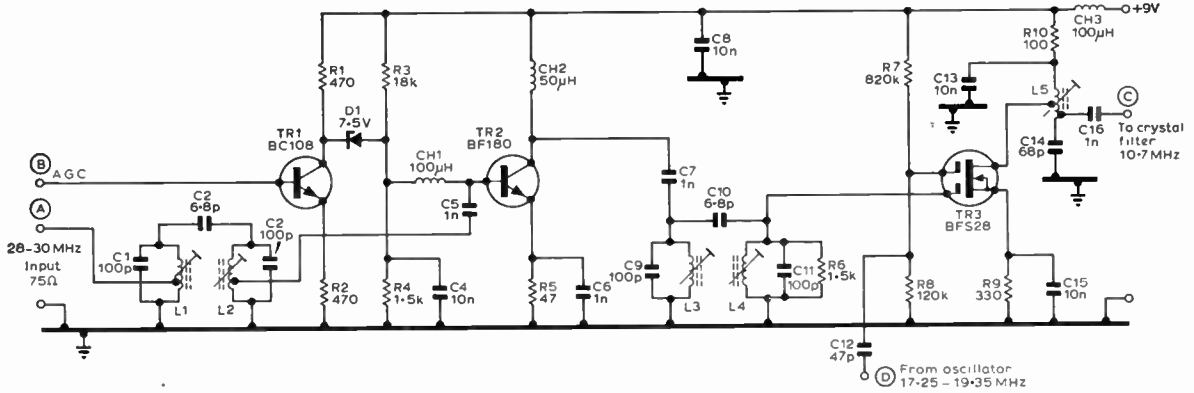 +9V
CH3
100μH
R10
100
C8
10n
R1
470
R3
18k
CH2
50μH
R7
820k
C13
10n
L5
C
C16
1n
To crystal
filter
10·7 MHz
C14
68p
D1
7·5V
TR1
BC108
TR2
BF180
CH1
100μH
C5
1n
C7
1n
C10
6·8p
TR3
BFS28
B
AGC
A
28–30 MHz
Input
75Ω
C2
6·8p
C1
100p
C2
100p
L1
L2
R2
470
R4
1·5k
C4
10n
R5
47
C6
1n
C9
100p
L3
L4
C11
100p
R6
1·5k
R8
120k
R9
330
C15
10n
C12
47p
D
From oscillator
17·25 – 19·35 MHz